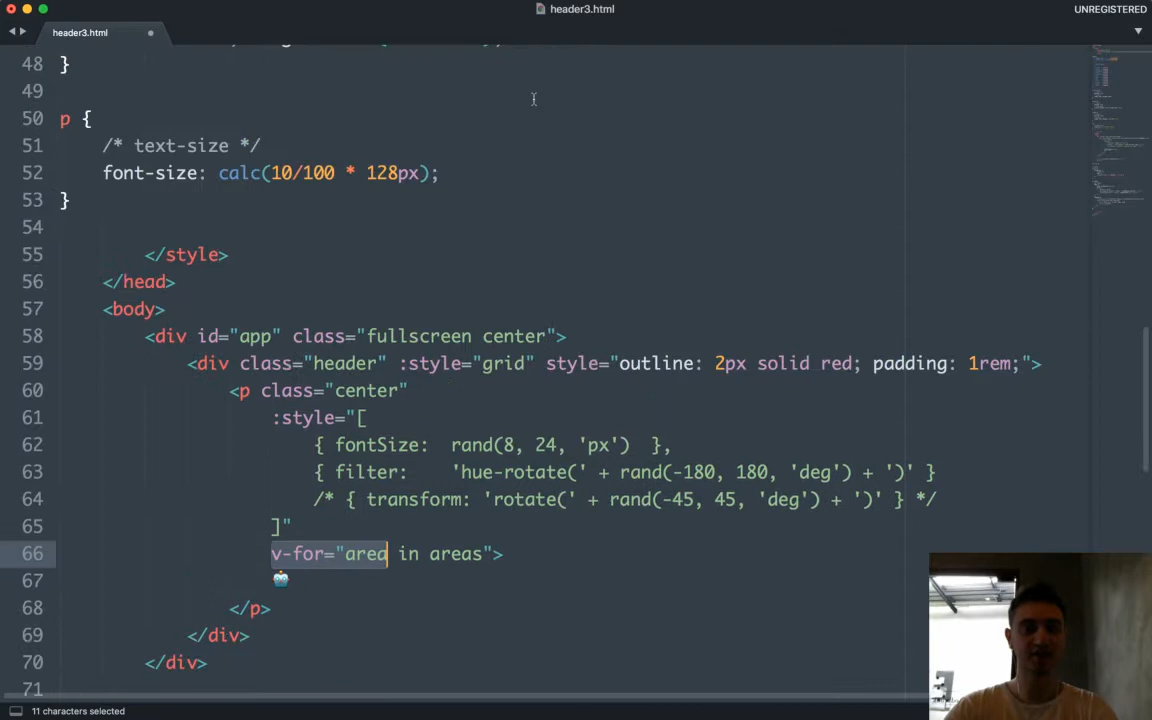 header3.html
UNREGISTERED
header3.html
48 }
49
50 p {
51 /* text-size */
52 font-size: calc(10/100 * 128px);
53 }
54
55 </style>
56 </head>
57 <body>
58 <div id="app" class="fullscreen center">
59 <div class="header" :style="grid" style="outline: 2px solid red; padding: 1rem;">
60 <p class="center"
61 :style="[
62 { fontSize: rand(8, 24, 'px') },
63 { filter: 'hue-rotate(' + rand(-180, 180, 'deg') + ')' }
64 /* { transform: 'rotate(' + rand(-45, 45, 'deg') + ')' } */
65 ]"
66 v-for="area in areas">
67 🤖
68 </p>
69 </div>
70 </div>
71
11 characters selected